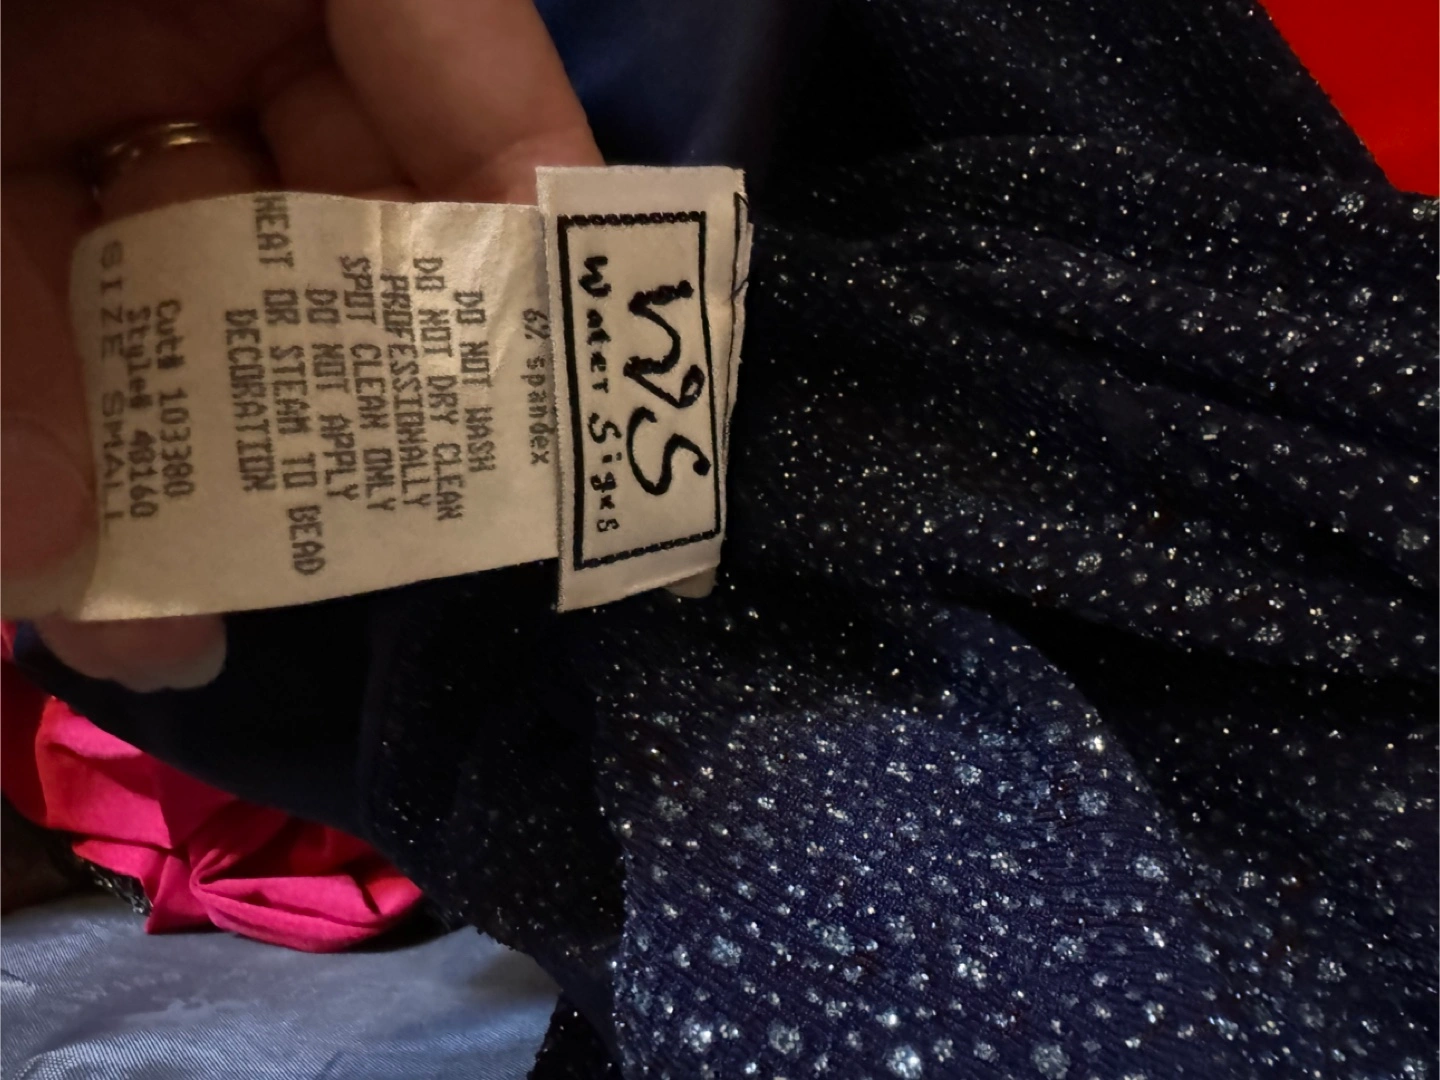 WS
Water Signs
6% spandex
DO NOT WASH
DO NOT DRY CLEAN
PROFESSIONALLY
SPOT CLEAN ONLY
DO NOT APPLY
HEAT OR STEAM TO BEAD
DECORATION
Cut# 103380
Style# 48160
SIZE SMALL